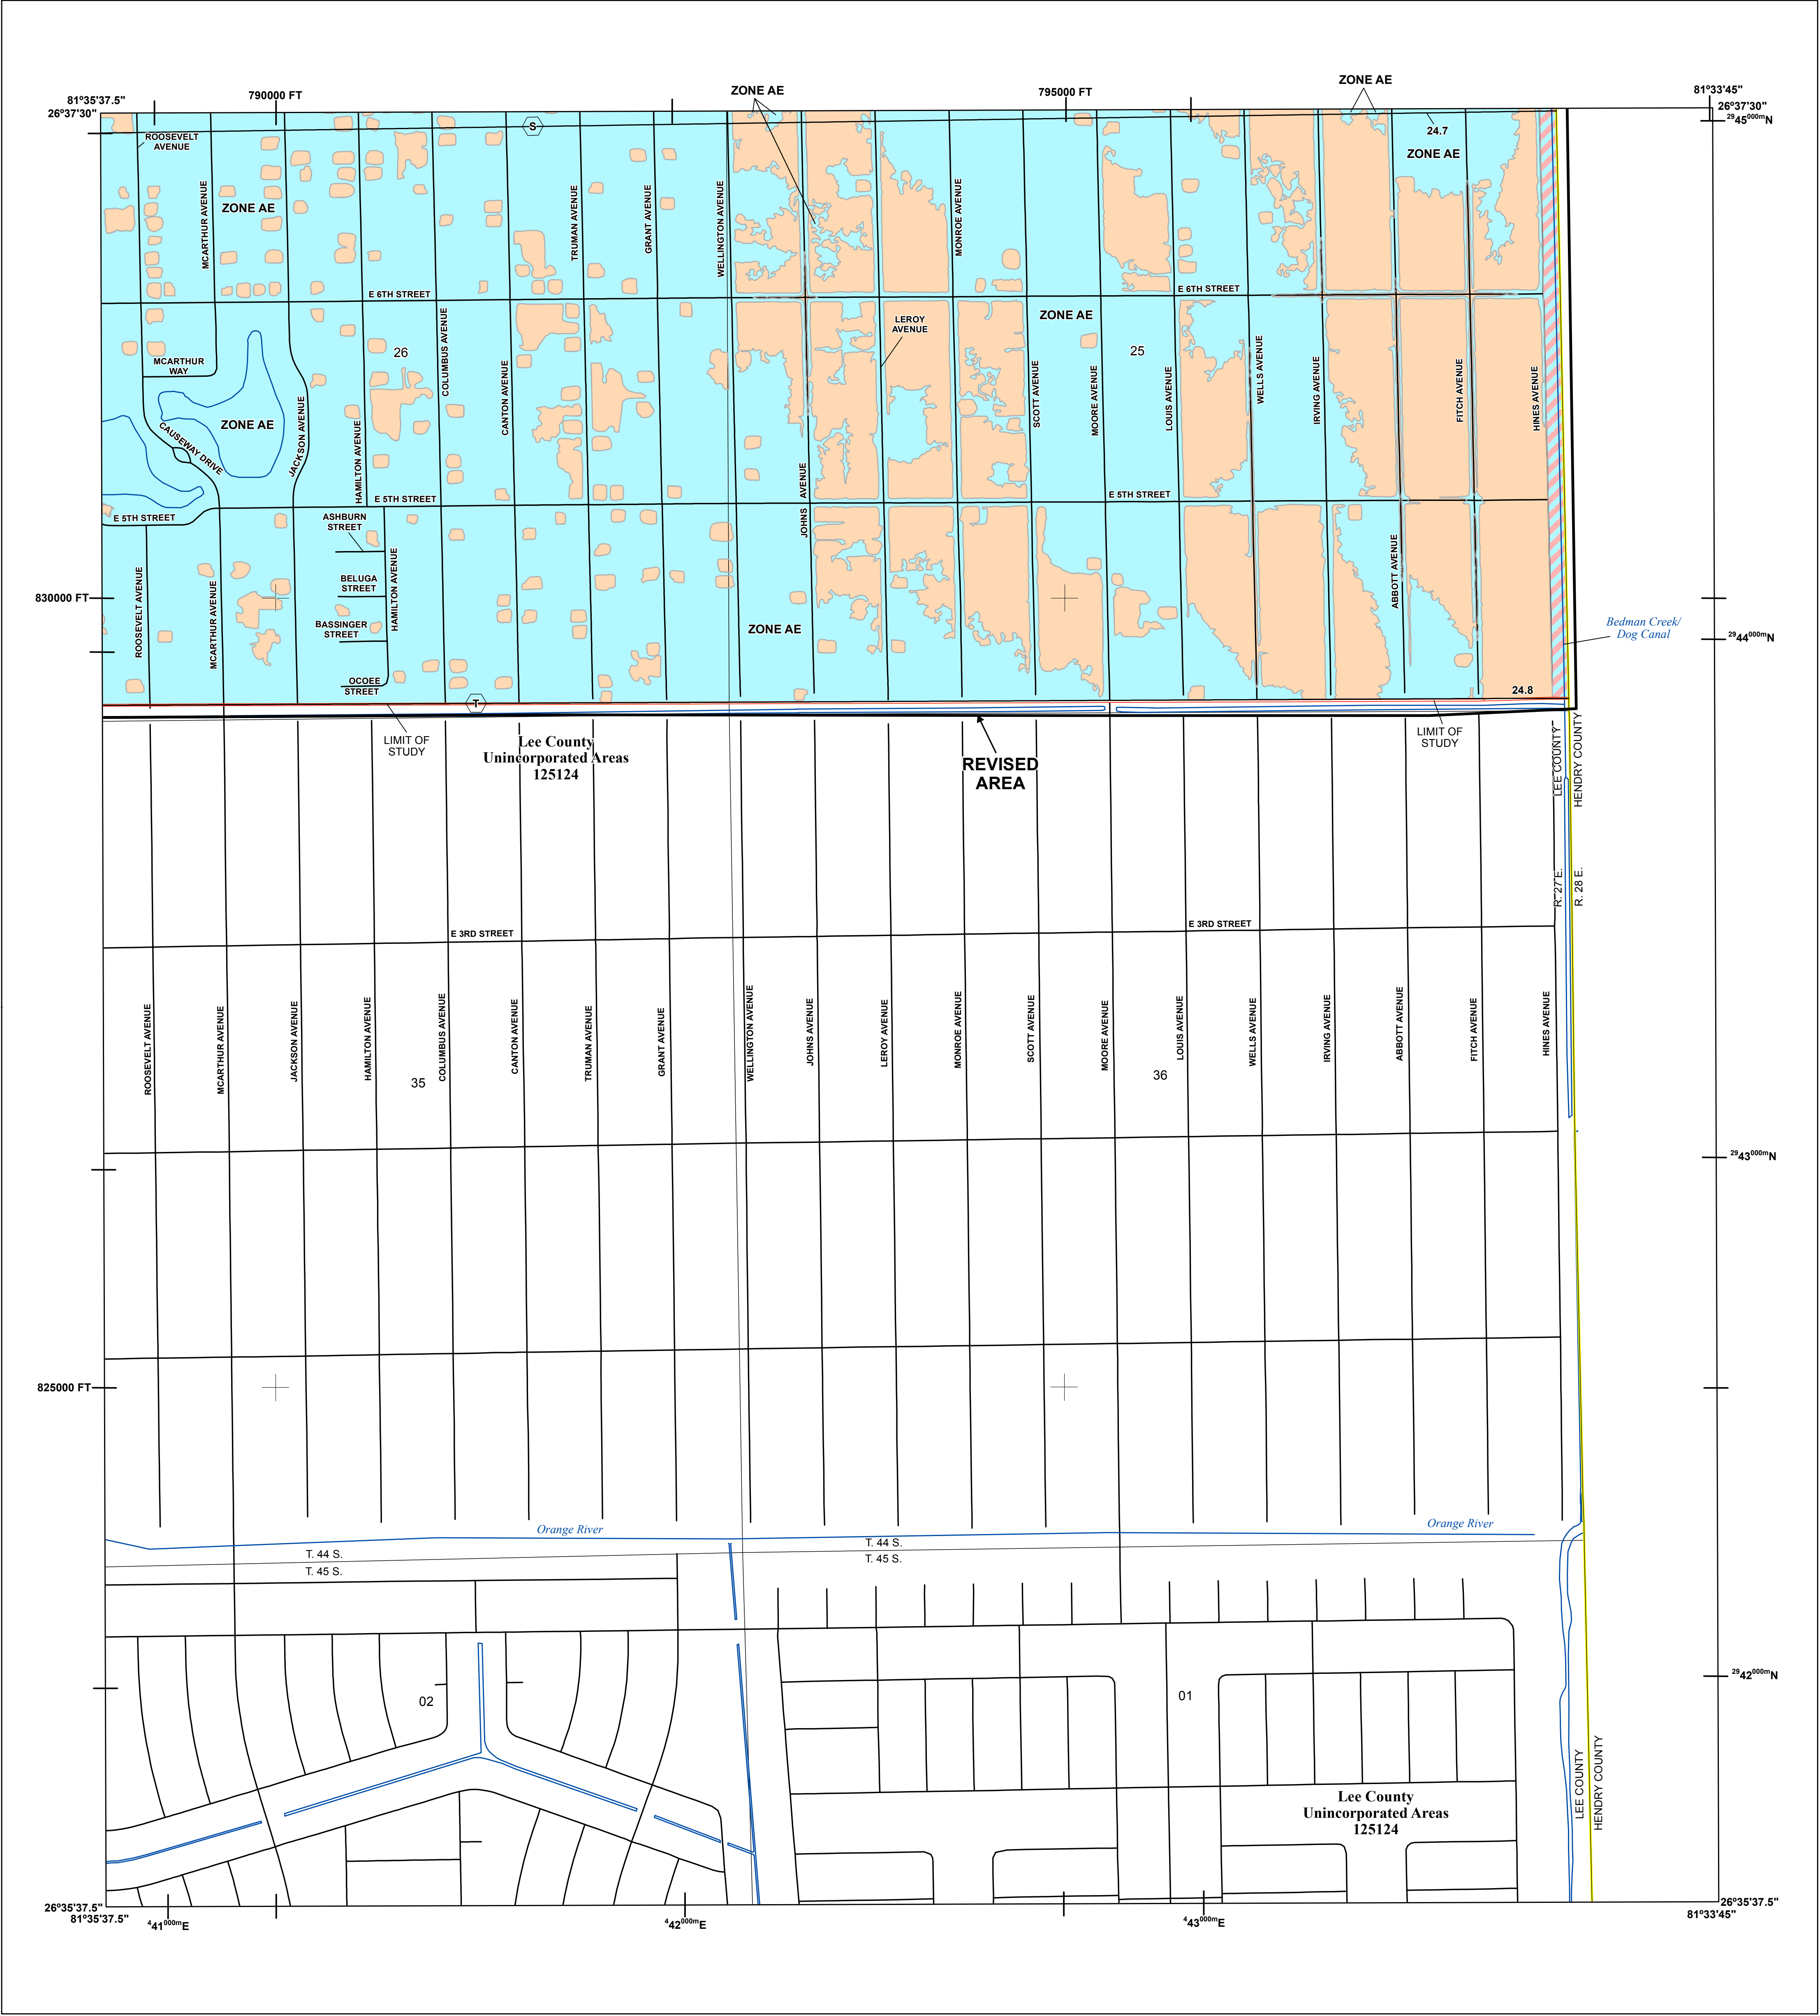 ZONE AE
ZONE AE
81°35'37.5"
790000 FT
795000 FT
81°33'45"
26°37'30"
26°37'30"
2945000mN
S
24.7
ZONE AE
ROOSEVELT
AVENUE
MCARTHUR AVENUE
ZONE AE
TRUMAN AVENUE
GRANT AVENUE
WELLINGTON AVENUE
MONROE AVENUE
E 6TH STREET
E 6TH STREET
LEROY
AVENUE
ZONE AE
26
25
MCARTHUR
WAY
COLUMBUS AVENUE
CANTON AVENUE
SCOTT AVENUE
MOORE AVENUE
LOUIS AVENUE
WELLS AVENUE
IRVING AVENUE
FITCH AVENUE
HINES AVENUE
ZONE AE
CAUSEWAY DRIVE
JACKSON AVENUE
HAMILTON AVENUE
JOHNS AVENUE
E 5TH STREET
E 5TH STREET
E 5TH STREET
ASHBURN
STREET
BELUGA
STREET
BASSINGER
STREET
OCOEE
STREET
HAMILTON AVENUE
ROOSEVELT AVENUE
MCARTHUR AVENUE
ABBOTT AVENUE
830000 FT
ZONE AE
Bedman Creek/
Dog Canal
2944000mN
24.8
T
LIMIT OF
STUDY
LIMIT OF
STUDY
Lee County
Unincorporated Areas
125124
REVISED
AREA
LEE COUNTY
HENDRY COUNTY
R. 27 E.
R. 28 E.
E 3RD STREET
E 3RD STREET
ROOSEVELT AVENUE
MCARTHUR AVENUE
JACKSON AVENUE
HAMILTON AVENUE
COLUMBUS AVENUE
CANTON AVENUE
TRUMAN AVENUE
GRANT AVENUE
WELLINGTON AVENUE
JOHNS AVENUE
LEROY AVENUE
MONROE AVENUE
SCOTT AVENUE
MOORE AVENUE
LOUIS AVENUE
WELLS AVENUE
IRVING AVENUE
ABBOTT AVENUE
FITCH AVENUE
HINES AVENUE
35
36
2943000mN
825000 FT
Orange River
Orange River
T. 44 S.
T. 45 S.
T. 44 S.
T. 45 S.
02
01
2942000mN
Lee County
Unincorporated Areas
125124
LEE COUNTY
HENDRY COUNTY
26°35'37.5"
26°35'37.5"
81°35'37.5"
441000mE
442000mE
443000mE
81°33'45"